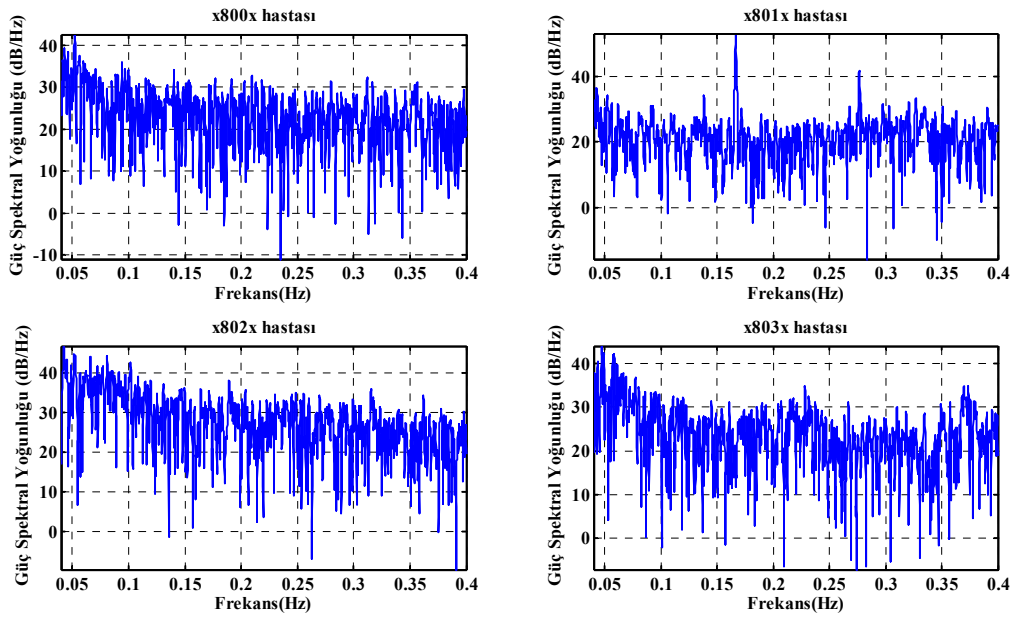 x800x hastası
Güç Spektral Yoğunluğu (dB/Hz)
40
30
20
10
0
-10
0.05 0.1 0.15 0.2 0.25 0.3 0.35 0.4
Frekans(Hz)
x801x hastası
Güç Spektral Yoğunluğu (dB/Hz)
40
20
0
0.05 0.1 0.15 0.2 0.25 0.3 0.35 0.4
Frekans(Hz)
x802x hastası
Güç Spektral Yoğunluğu (dB/Hz)
40
30
20
10
0
0.05 0.1 0.15 0.2 0.25 0.3 0.35 0.4
Frekans(Hz)
x803x hastası
Güç Spektral Yoğunluğu (dB/Hz)
40
30
20
10
0
0.05 0.1 0.15 0.2 0.25 0.3 0.35 0.4
Frekans(Hz)